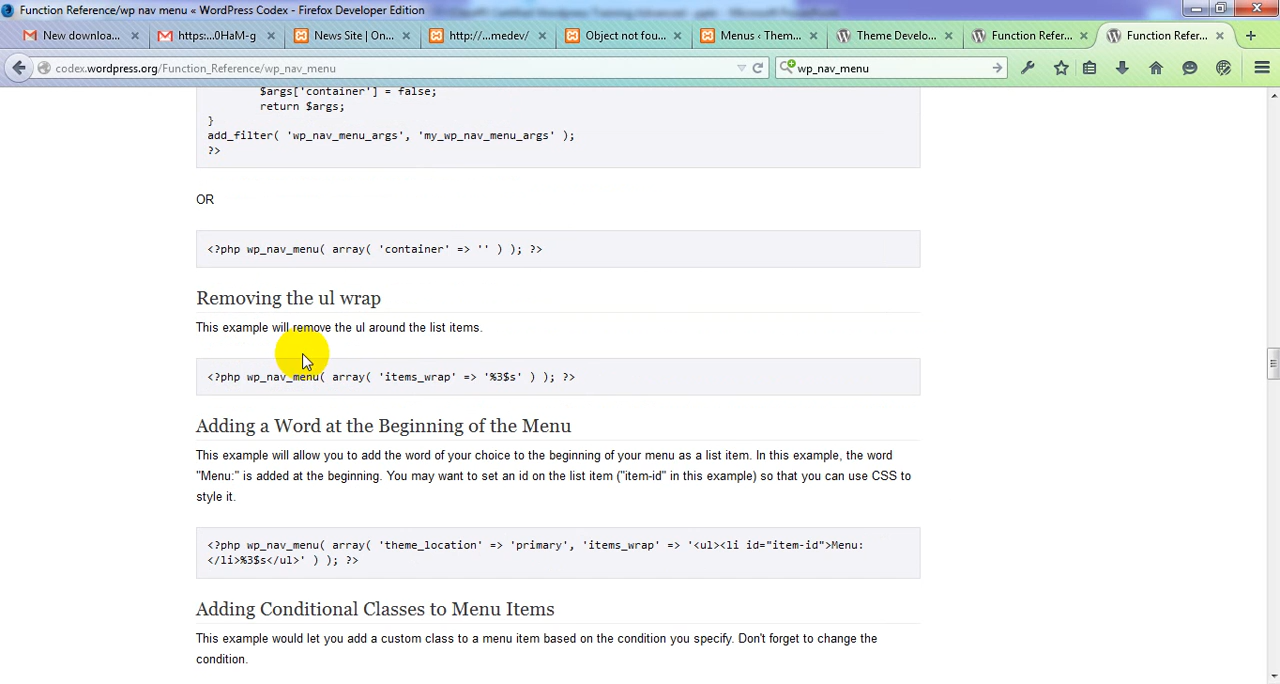 Function Reference/wp nav menu « WordPress Codex - Firefox Developer Edition
New downloa...
https:...0HaM-g
News Site | On...
http://...medev/
Object not fou...
Menus ‹ Them...
Theme Develo...
Function Refer...
Function Refer...
codex.wordpress.org/Function_Reference/wp_nav_menu
wp_nav_menu
$args['container'] = false;
return $args;
}
add_filter( 'wp_nav_menu_args', 'my_wp_nav_menu_args' );
?>
OR
<?php wp_nav_menu( array( 'container' => '' ) ); ?>
Removing the ul wrap
This example will remove the ul around the list items.
<?php wp_nav_menu( array( 'items_wrap' => '%3$s' ) ); ?>
Adding a Word at the Beginning of the Menu
This example will allow you to add the word of your choice to the beginning of your menu as a list item. In this example, the word
"Menu:" is added at the beginning. You may want to set an id on the list item ("item-id" in this example) so that you can use CSS to
style it.
<?php wp_nav_menu( array( 'theme_location' => 'primary', 'items_wrap' => '<ul><li id="item-id">Menu:
</li>%3$s</ul>' ) ); ?>
Adding Conditional Classes to Menu Items
This example would let you add a custom class to a menu item based on the condition you specify. Don't forget to change the
condition.